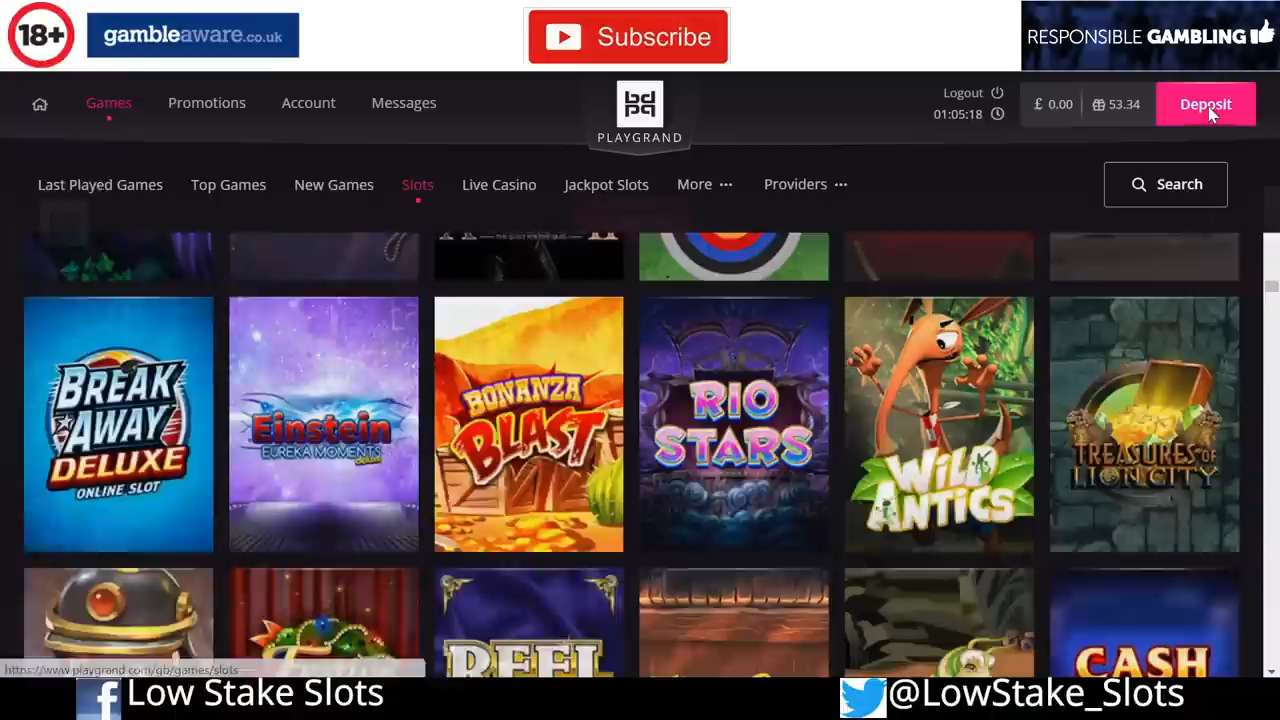 18+
gambleaware.co.uk
Subscribe
RESPONSIBLE GAMBLING
Games
Promotions
Account
Messages
PLAYGRAND
Logout
01:05:18
£ 0.00
53.34
Deposit
Last Played Games
Top Games
New Games
Slots
Live Casino
Jackpot Slots
More ...
Providers ...
Search
BREAK
AWAY
DELUXE
ONLINE SLOT
Einstein
EUREKA MOMENTS
deluxe
BONANZA
BLAST
RIO
STARS
WILD
ANTICS
TREASURES OF
LION CITY
REEL
CASH
https://www.playgrand.com/gb/games/slots
f Low Stake Slots
@LowStake_Slots